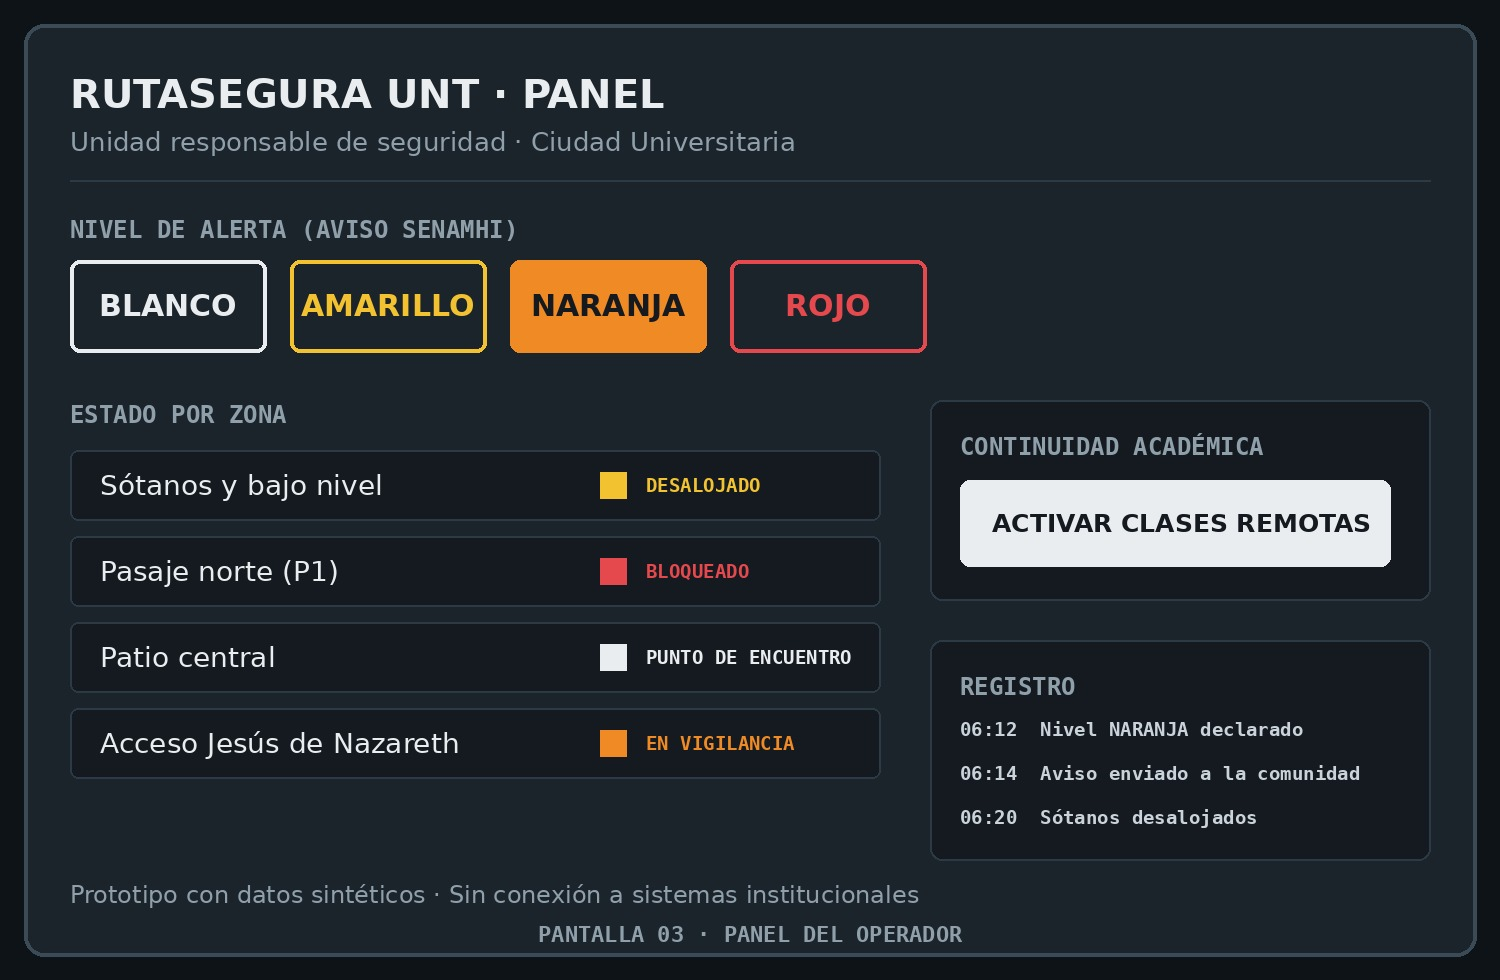 RUTASEGURA UNT · PANEL
Unidad responsable de seguridad · Ciudad Universitaria
NIVEL DE ALERTA (AVISO SENAMHI)
BLANCO AMARILLO NARANJA ROJO
ESTADO POR ZONA
Sótanos y bajo nivel DESALOJADO
Pasaje norte (P1) BLOQUEADO
Patio central PUNTO DE ENCUENTRO
Acceso Jesús de Nazareth EN VIGILANCIA
CONTINUIDAD ACADÉMICA
ACTIVAR CLASES REMOTAS
REGISTRO
06:12 Nivel NARANJA declarado
06:14 Aviso enviado a la comunidad
06:20 Sótanos desalojados
Prototipo con datos sintéticos · Sin conexión a sistemas institucionales
PANTALLA 03 · PANEL DEL OPERADOR